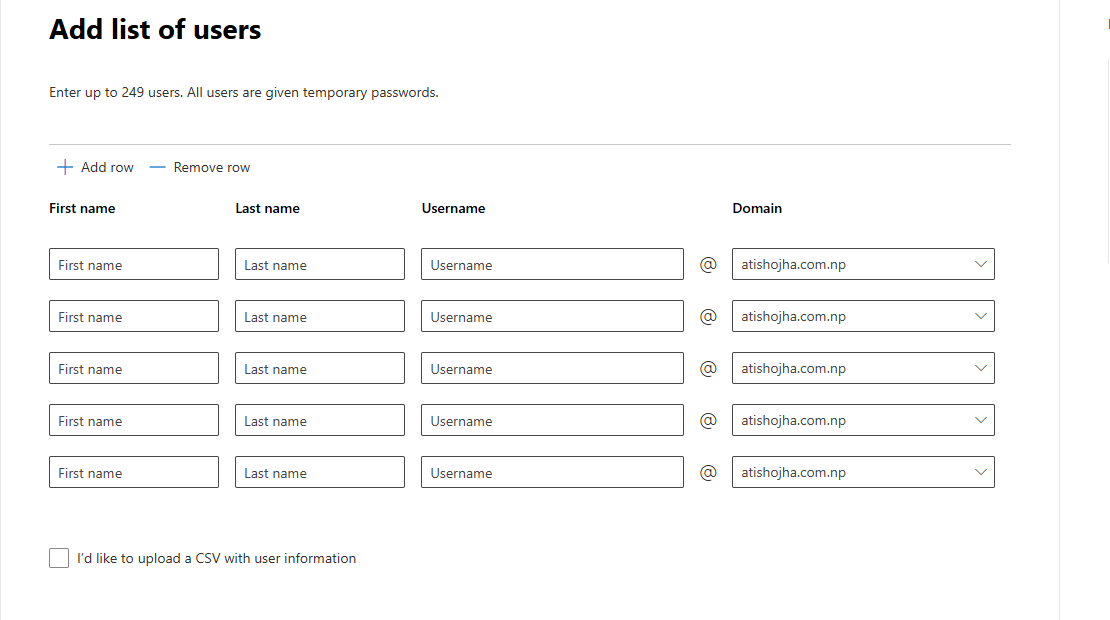 Add list of users
Enter up to 249 users. All users are given temporary passwords.
Add row Remove row
First name Last name Username Domain
First name Last name Username @ atishojha.com.np
First name Last name Username @ atishojha.com.np
First name Last name Username @ atishojha.com.np
First name Last name Username @ atishojha.com.np
First name Last name Username @ atishojha.com.np
I'd like to upload a CSV with user information